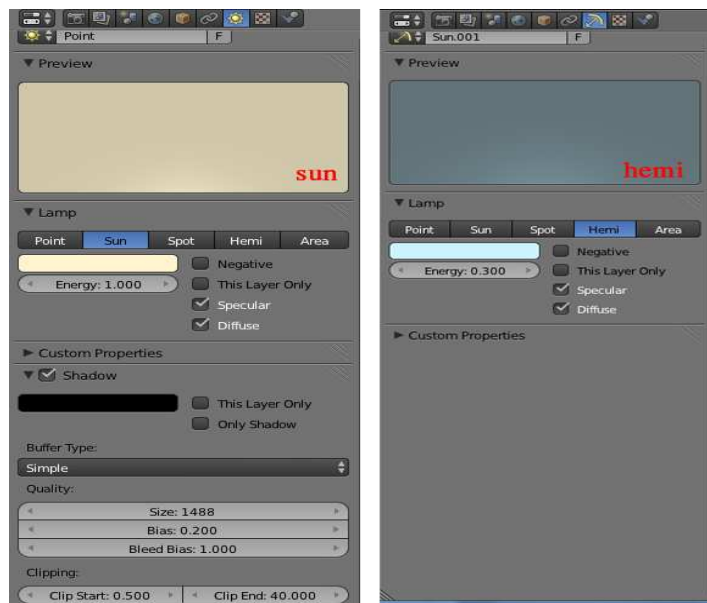 Point F
Preview
sun
Lamp
Point Sun Spot Hemi Area
Negative
Energy: 1.000 This Layer Only
Specular
Diffuse
Custom Properties
Shadow
This Layer Only
Only Shadow
Buffer Type:
Simple
Quality:
Size: 1488
Bias: 0.200
Bleed Bias: 1.000
Clipping:
Clip Start: 0.500 Clip End: 40.000
Sun.001 F
Preview
hemi
Lamp
Point Sun Spot Hemi Area
Negative
Energy: 0.300 This Layer Only
Specular
Diffuse
Custom Properties